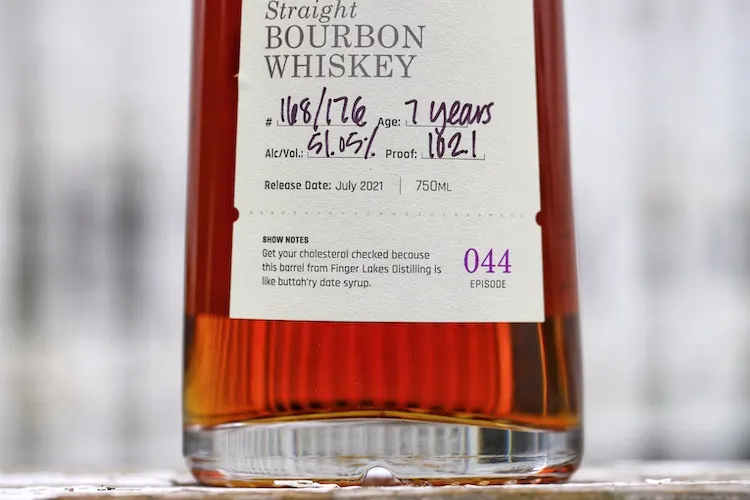 Straight
BOURBON
WHISKEY
# 168/176 Age: 7 years
Alc/Vol.: 51.05% Proof: 102.1
Release Date: July 2021 750ML
SHOW NOTES
Get your cholesterol checked because
this barrel from Finger Lakes Distilling is
like buttah'ry date syrup.
044
EPISODE